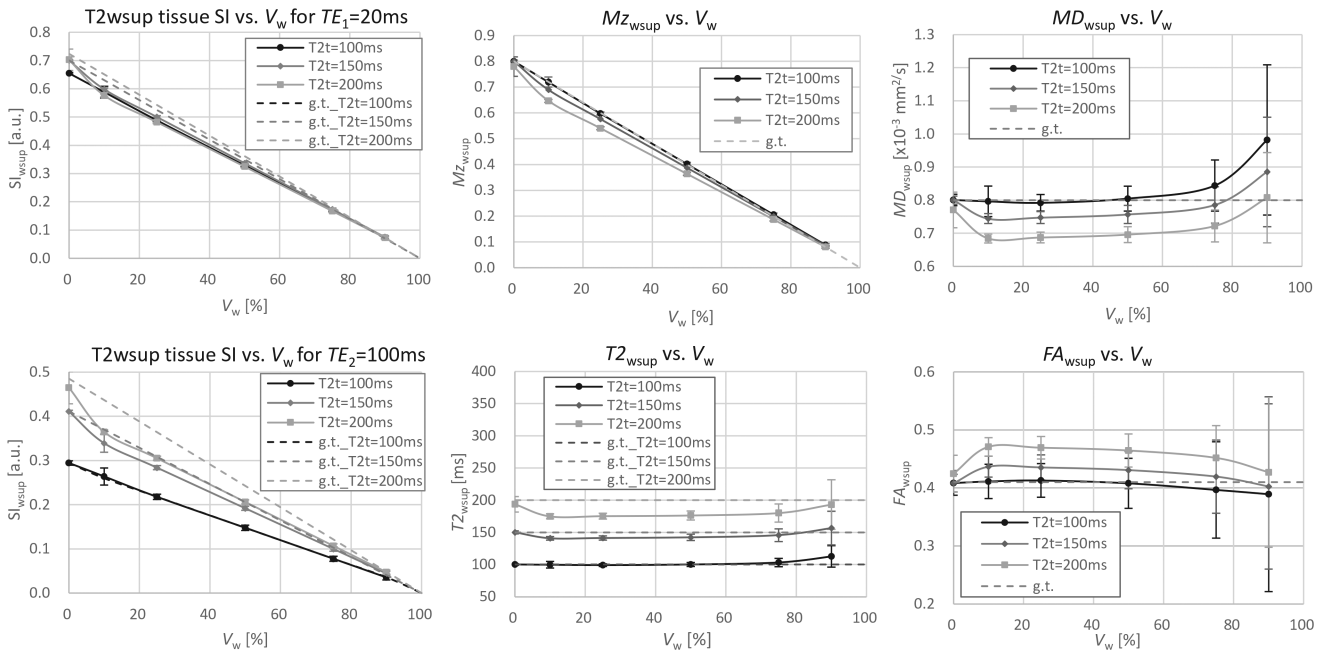 T2wsup tissue SI vs. Vw for TE1=20ms
SIwsup [a.u.]
0.8
0.7
0.6
0.5
0.4
0.3
0.2
0.1
0.0
T2t=100ms
T2t=150ms
T2t=200ms
g.t._T2t=100ms
g.t._T2t=150ms
g.t._T2t=200ms
0 20 40 60 80 100
Vw [%]
Mzwsup vs. Vw
Mzwsup
0.9
0.8
0.7
0.6
0.5
0.4
0.3
0.2
0.1
0.0
T2t=100ms
T2t=150ms
T2t=200ms
g.t.
0 10 20 30 40 50 60 70 80 90 100
Vw [%]
MDwsup vs. Vw
MDwsup [x10-3 mm2/s]
1.3
1.2
1.1
1.0
0.9
0.8
0.7
0.6
T2t=100ms
T2t=150ms
T2t=200ms
g.t.
0 20 40 60 80 100
Vw [%]
T2wsup tissue SI vs. Vw for TE2=100ms
SIwsup [a.u.]
0.5
0.4
0.3
0.2
0.1
0.0
T2t=100ms
T2t=150ms
T2t=200ms
g.t._T2t=100ms
g.t._T2t=150ms
g.t._T2t=200ms
0 20 40 60 80 100
Vw [%]
T2wsup vs. Vw
T2wsup [ms]
400
350
300
250
200
150
100
50
T2t=100ms
T2t=150ms
T2t=200ms
g.t._T2t=100ms
g.t._T2t=150ms
g.t._T2t=200ms
0 20 40 60 80 100
Vw [%]
FAwsup vs. Vw
FAwsup
0.6
0.5
0.4
0.3
0.2
T2t=100ms
T2t=150ms
T2t=200ms
g.t.
0 20 40 60 80 100
Vw [%]